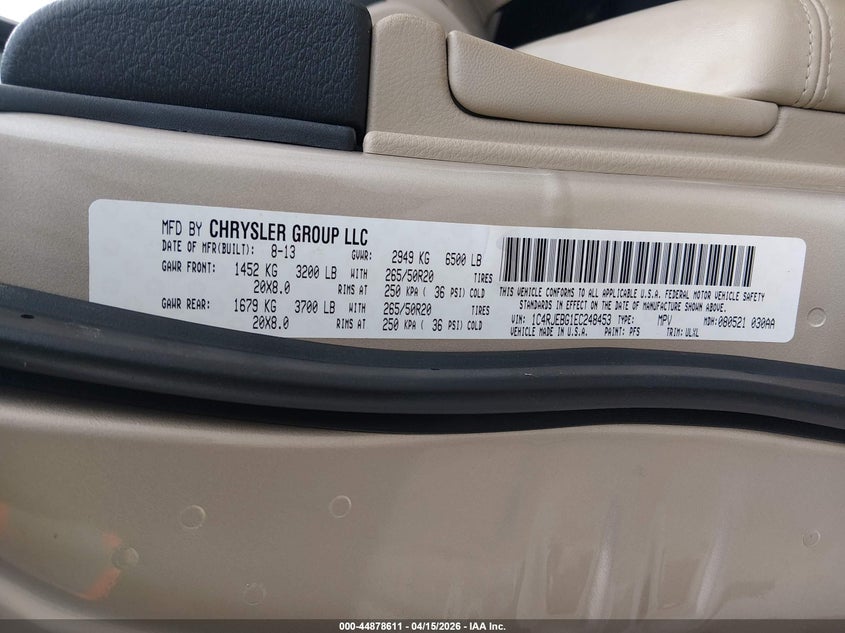 MFD BY CHRYSLER GROUP LLC
DATE OF MFR(BUILT): 8-13 GVWR: 2949 KG 6500 LB
GAWR FRONT: 1452 KG 3200 LB WITH 265/50R20 TIRES
20X8.0 RIMS AT 250 KPA ( 36 PSI) COLD
GAWR REAR: 1679 KG 3700 LB WITH 265/50R20 TIRES
20X8.0 RIMS AT 250 KPA ( 36 PSI) COLD
THIS VEHICLE CONFORMS TO ALL APPLICABLE U.S.A. FEDERAL MOTOR VEHICLE SAFETY
STANDARDS IN EFFECT ON THE DATE OF MANUFACTURE SHOWN ABOVE.
VIN: 1C4RJEBG1EC248453 TYPE: MPV MDH: 080521 030AA
VEHICLE MADE IN U.S.A. PAINT: PFS TRIM: ULYL
000-44878611 - 04/15/2026 - IAA Inc.